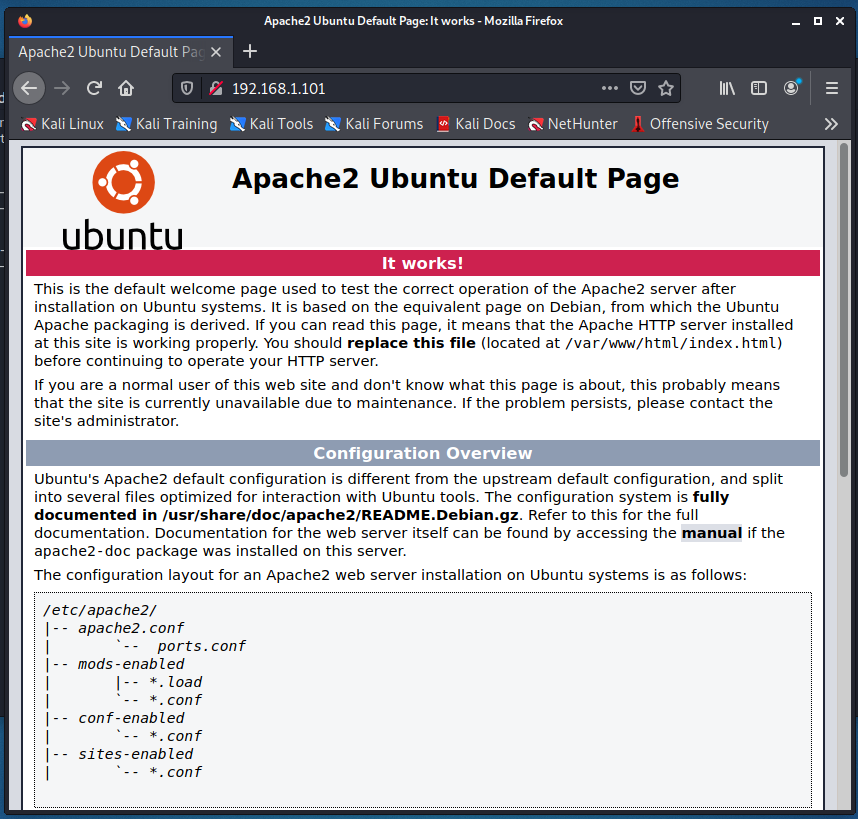 Apache2 Ubuntu Default Page: It works - Mozilla Firefox
Apache2 Ubuntu Default Pag
192.168.1.101
Kali Linux Kali Training Kali Tools Kali Forums Kali Docs NetHunter Offensive Security
ubuntu
Apache2 Ubuntu Default Page
It works!
This is the default welcome page used to test the correct operation of the Apache2 server after
installation on Ubuntu systems. It is based on the equivalent page on Debian, from which the Ubuntu
Apache packaging is derived. If you can read this page, it means that the Apache HTTP server installed
at this site is working properly. You should replace this file (located at /var/www/html/index.html)
before continuing to operate your HTTP server.
If you are a normal user of this web site and don't know what this page is about, this probably means
that the site is currently unavailable due to maintenance. If the problem persists, please contact the
site's administrator.
Configuration Overview
Ubuntu's Apache2 default configuration is different from the upstream default configuration, and split
into several files optimized for interaction with Ubuntu tools. The configuration system is fully
documented in /usr/share/doc/apache2/README.Debian.gz. Refer to this for the full
documentation. Documentation for the web server itself can be found by accessing the manual if the
apache2-doc package was installed on this server.
The configuration layout for an Apache2 web server installation on Ubuntu systems is as follows:
/etc/apache2/
|-- apache2.conf
|       `--  ports.conf
|-- mods-enabled
|       |-- *.load
|       `-- *.conf
|-- conf-enabled
|       `-- *.conf
|-- sites-enabled
|       `-- *.conf